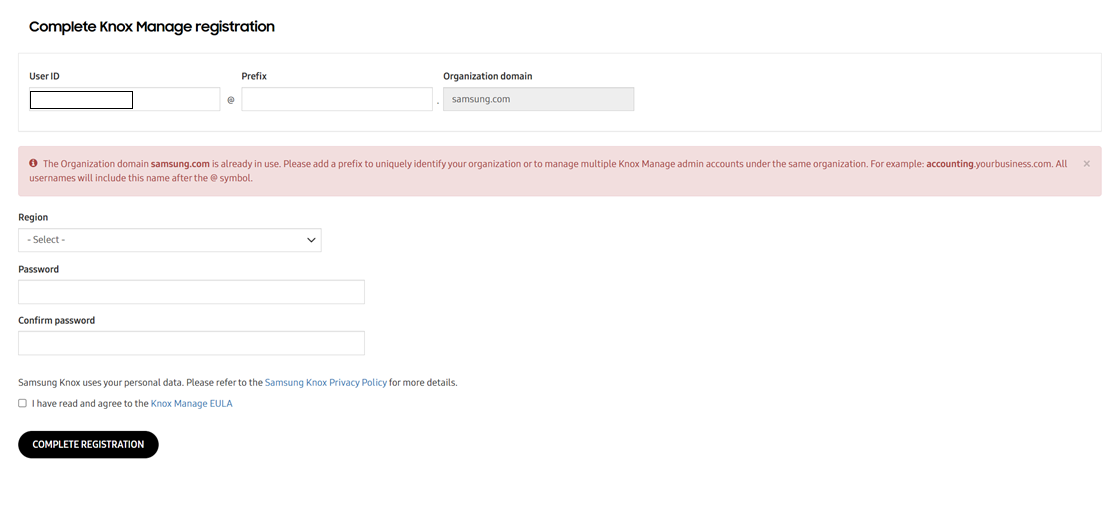 Complete Knox Manage registration
User ID
Prefix
Organization domain
@
.
samsung.com
The Organization domain samsung.com is already in use. Please add a prefix to uniquely identify your organization or to manage multiple Knox Manage admin accounts under the same organization. For example: accounting.yourbusiness.com. All
usernames will include this name after the @ symbol.
Region
- Select -
Password
Confirm password
Samsung Knox uses your personal data. Please refer to the Samsung Knox Privacy Policy for more details.
I have read and agree to the Knox Manage EULA
COMPLETE REGISTRATION